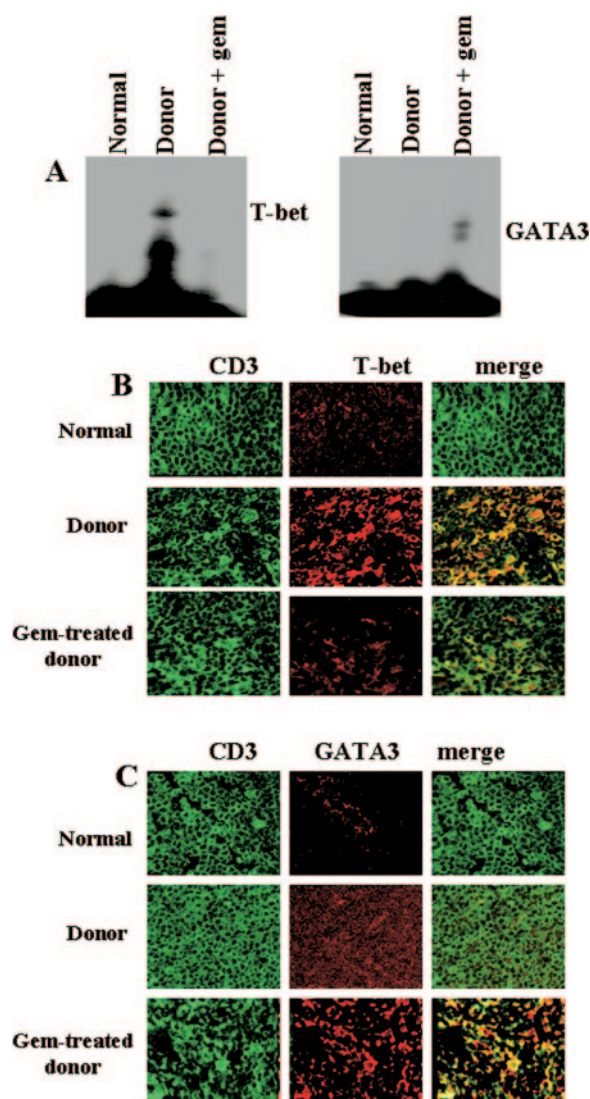 Normal
Donor
Donor + gem
Normal
Donor
Donor + gem
A
T-bet
GATA3
CD3 T-bet merge
B
Normal
Donor
Gem-treated
donor
CD3 GATA3 merge
C
Normal
Donor
Gem-treated
donor